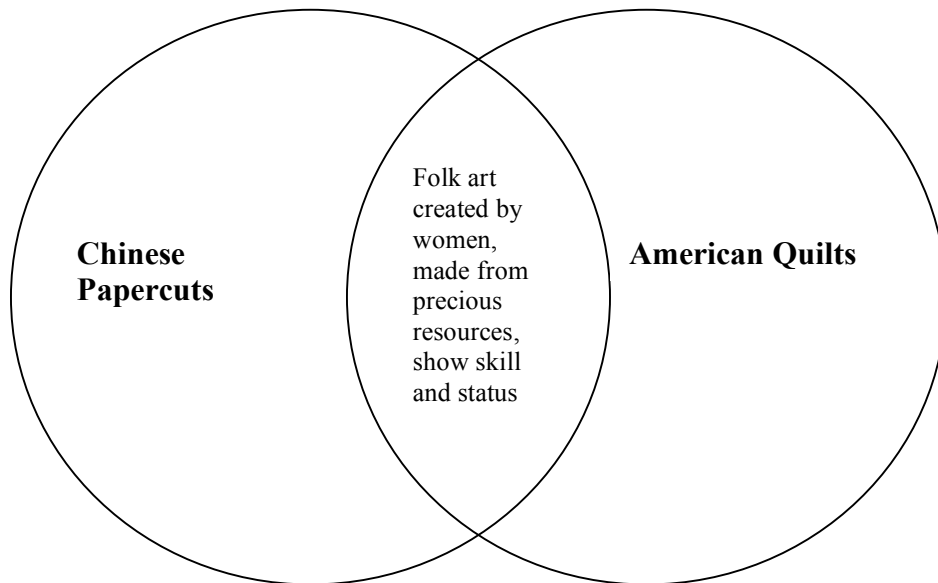 Chinese
Papercuts
Folk art
created by
women,
made from
precious
resources,
show skill
and status
American Quilts